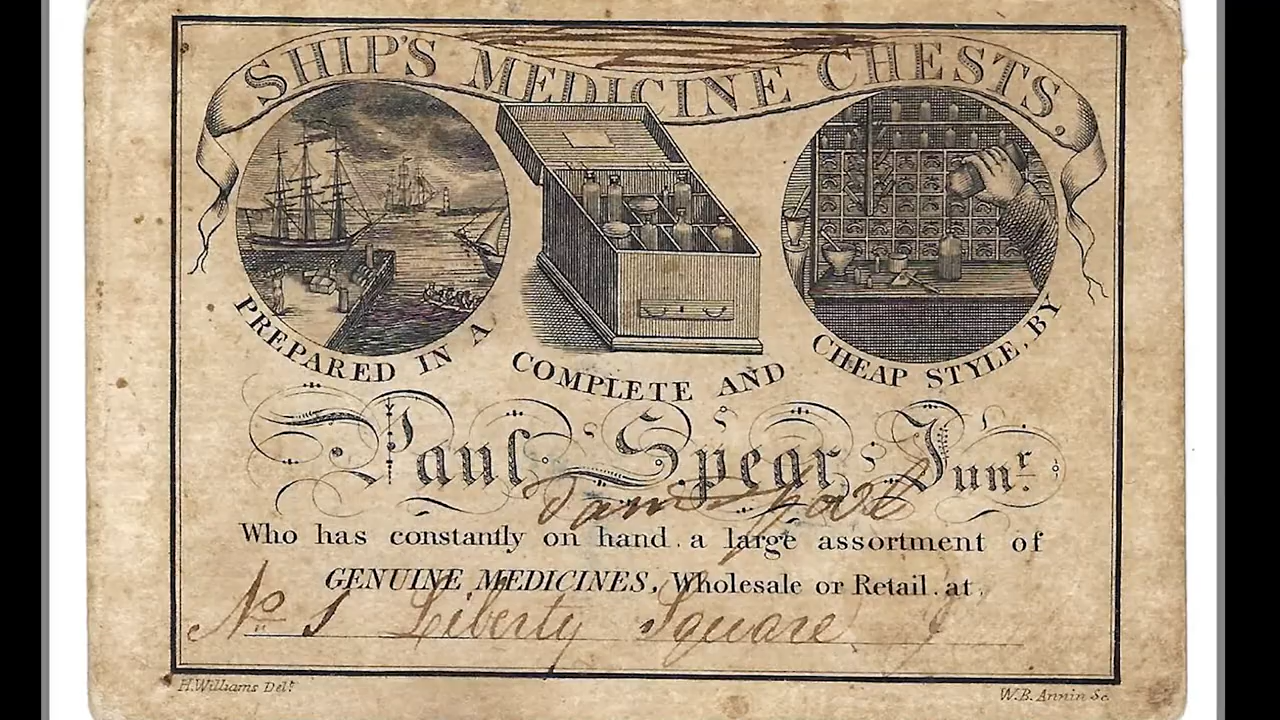 SHIP'S MEDICINE CHESTS,
PREPARED IN A COMPLETE AND CHEAP STYLE, BY
Paul Spear Junr.
Who has constantly on hand a large assortment of
GENUINE MEDICINES, Wholesale or Retail at
No 1 Liberty Square
H. Williams Delt.
W.B. Annin Sc.